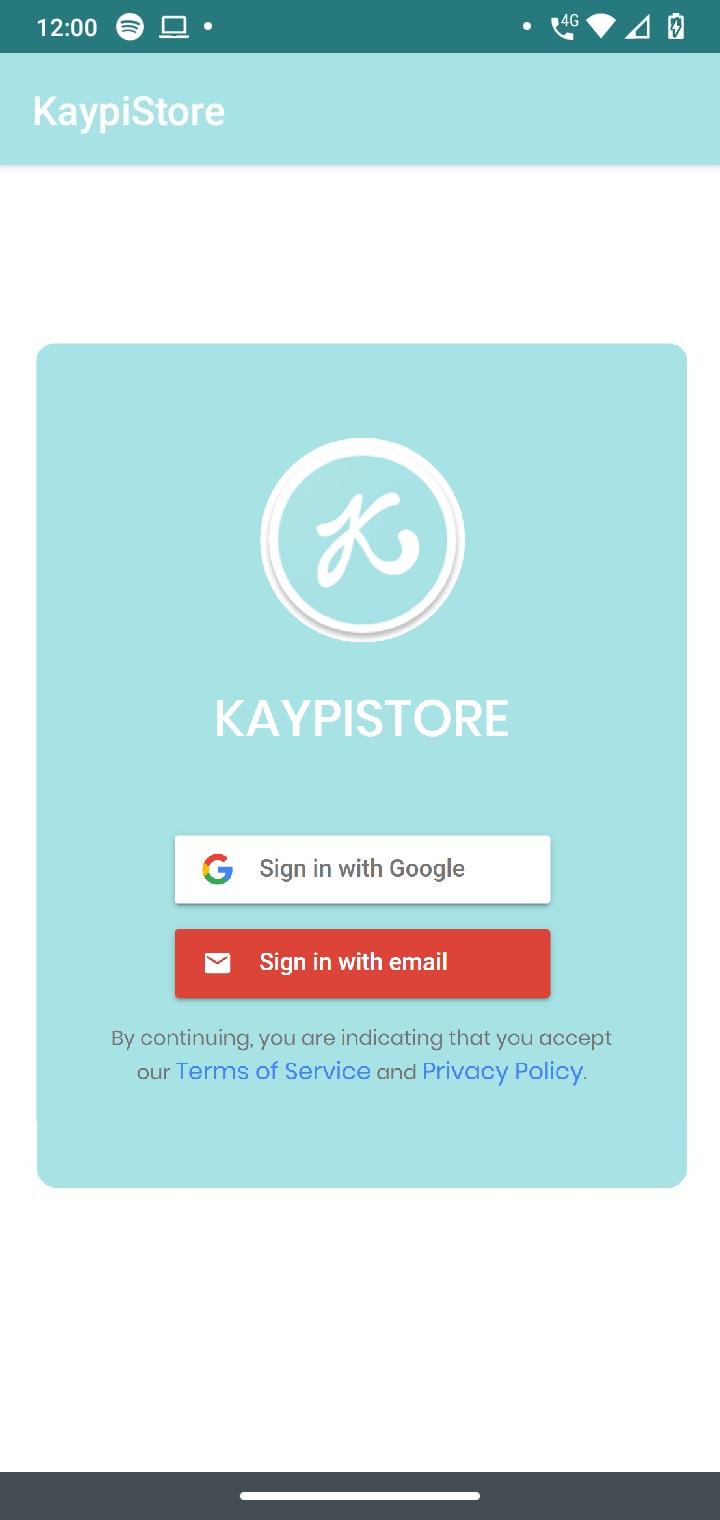 12:00
4G
KaypiStore
K
KAYPISTORE
Sign in with Google
Sign in with email
By continuing, you are indicating that you accept
our Terms of Service and Privacy Policy.